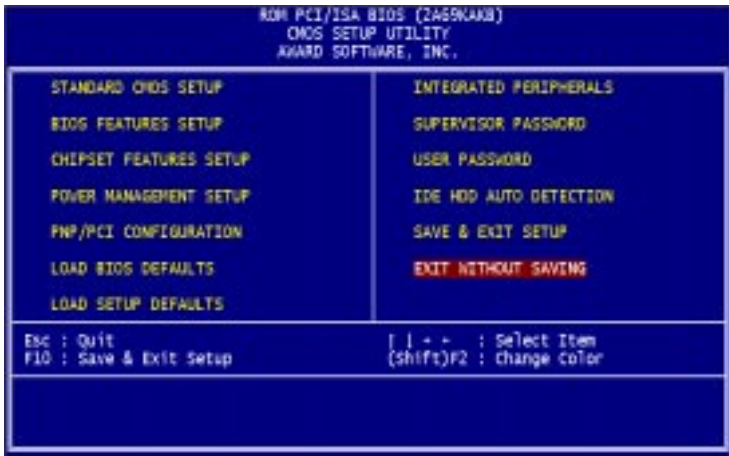 ROM PCI/ISA BIOS (2A69KAKB)
CMOS SETUP UTILITY
AWARD SOFTWARE, INC.
STANDARD CMOS SETUP
BIOS FEATURES SETUP
CHIPSET FEATURES SETUP
POWER MANAGEMENT SETUP
PNP/PCI CONFIGURATION
LOAD BIOS DEFAULTS
LOAD SETUP DEFAULTS
INTEGRATED PERIPHERALS
SUPERVISOR PASSWORD
USER PASSWORD
IDE HDD AUTO DETECTION
SAVE & EXIT SETUP
EXIT WITHOUT SAVING
Esc : Quit
F10 : Save & Exit Setup
: Select Item
(Shift)F2 : Change Color